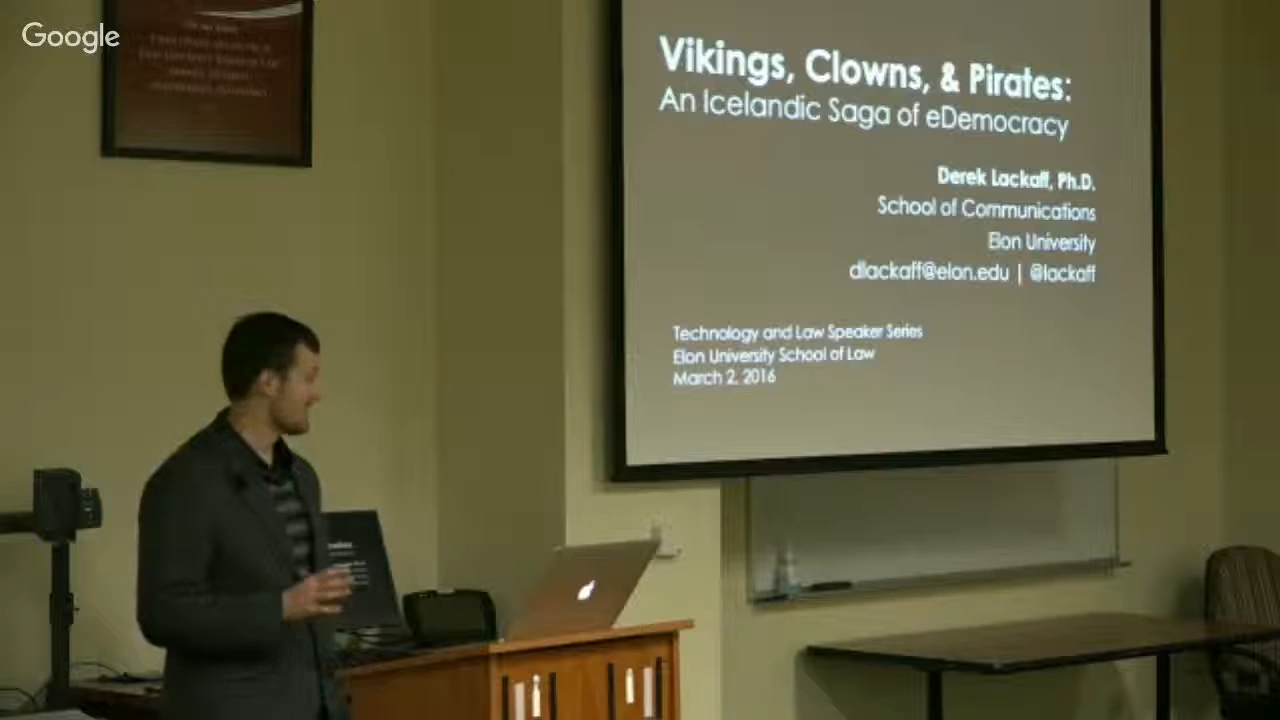 Google
Vikings, Clowns, & Pirates:
An Icelandic Saga of eDemocracy
Derek Lackaff, Ph.D.
School of Communications
Elon University
dlackaff@elon.edu | @lackaff
Technology and Law Speaker Series
Elon University School of Law
March 2, 2016